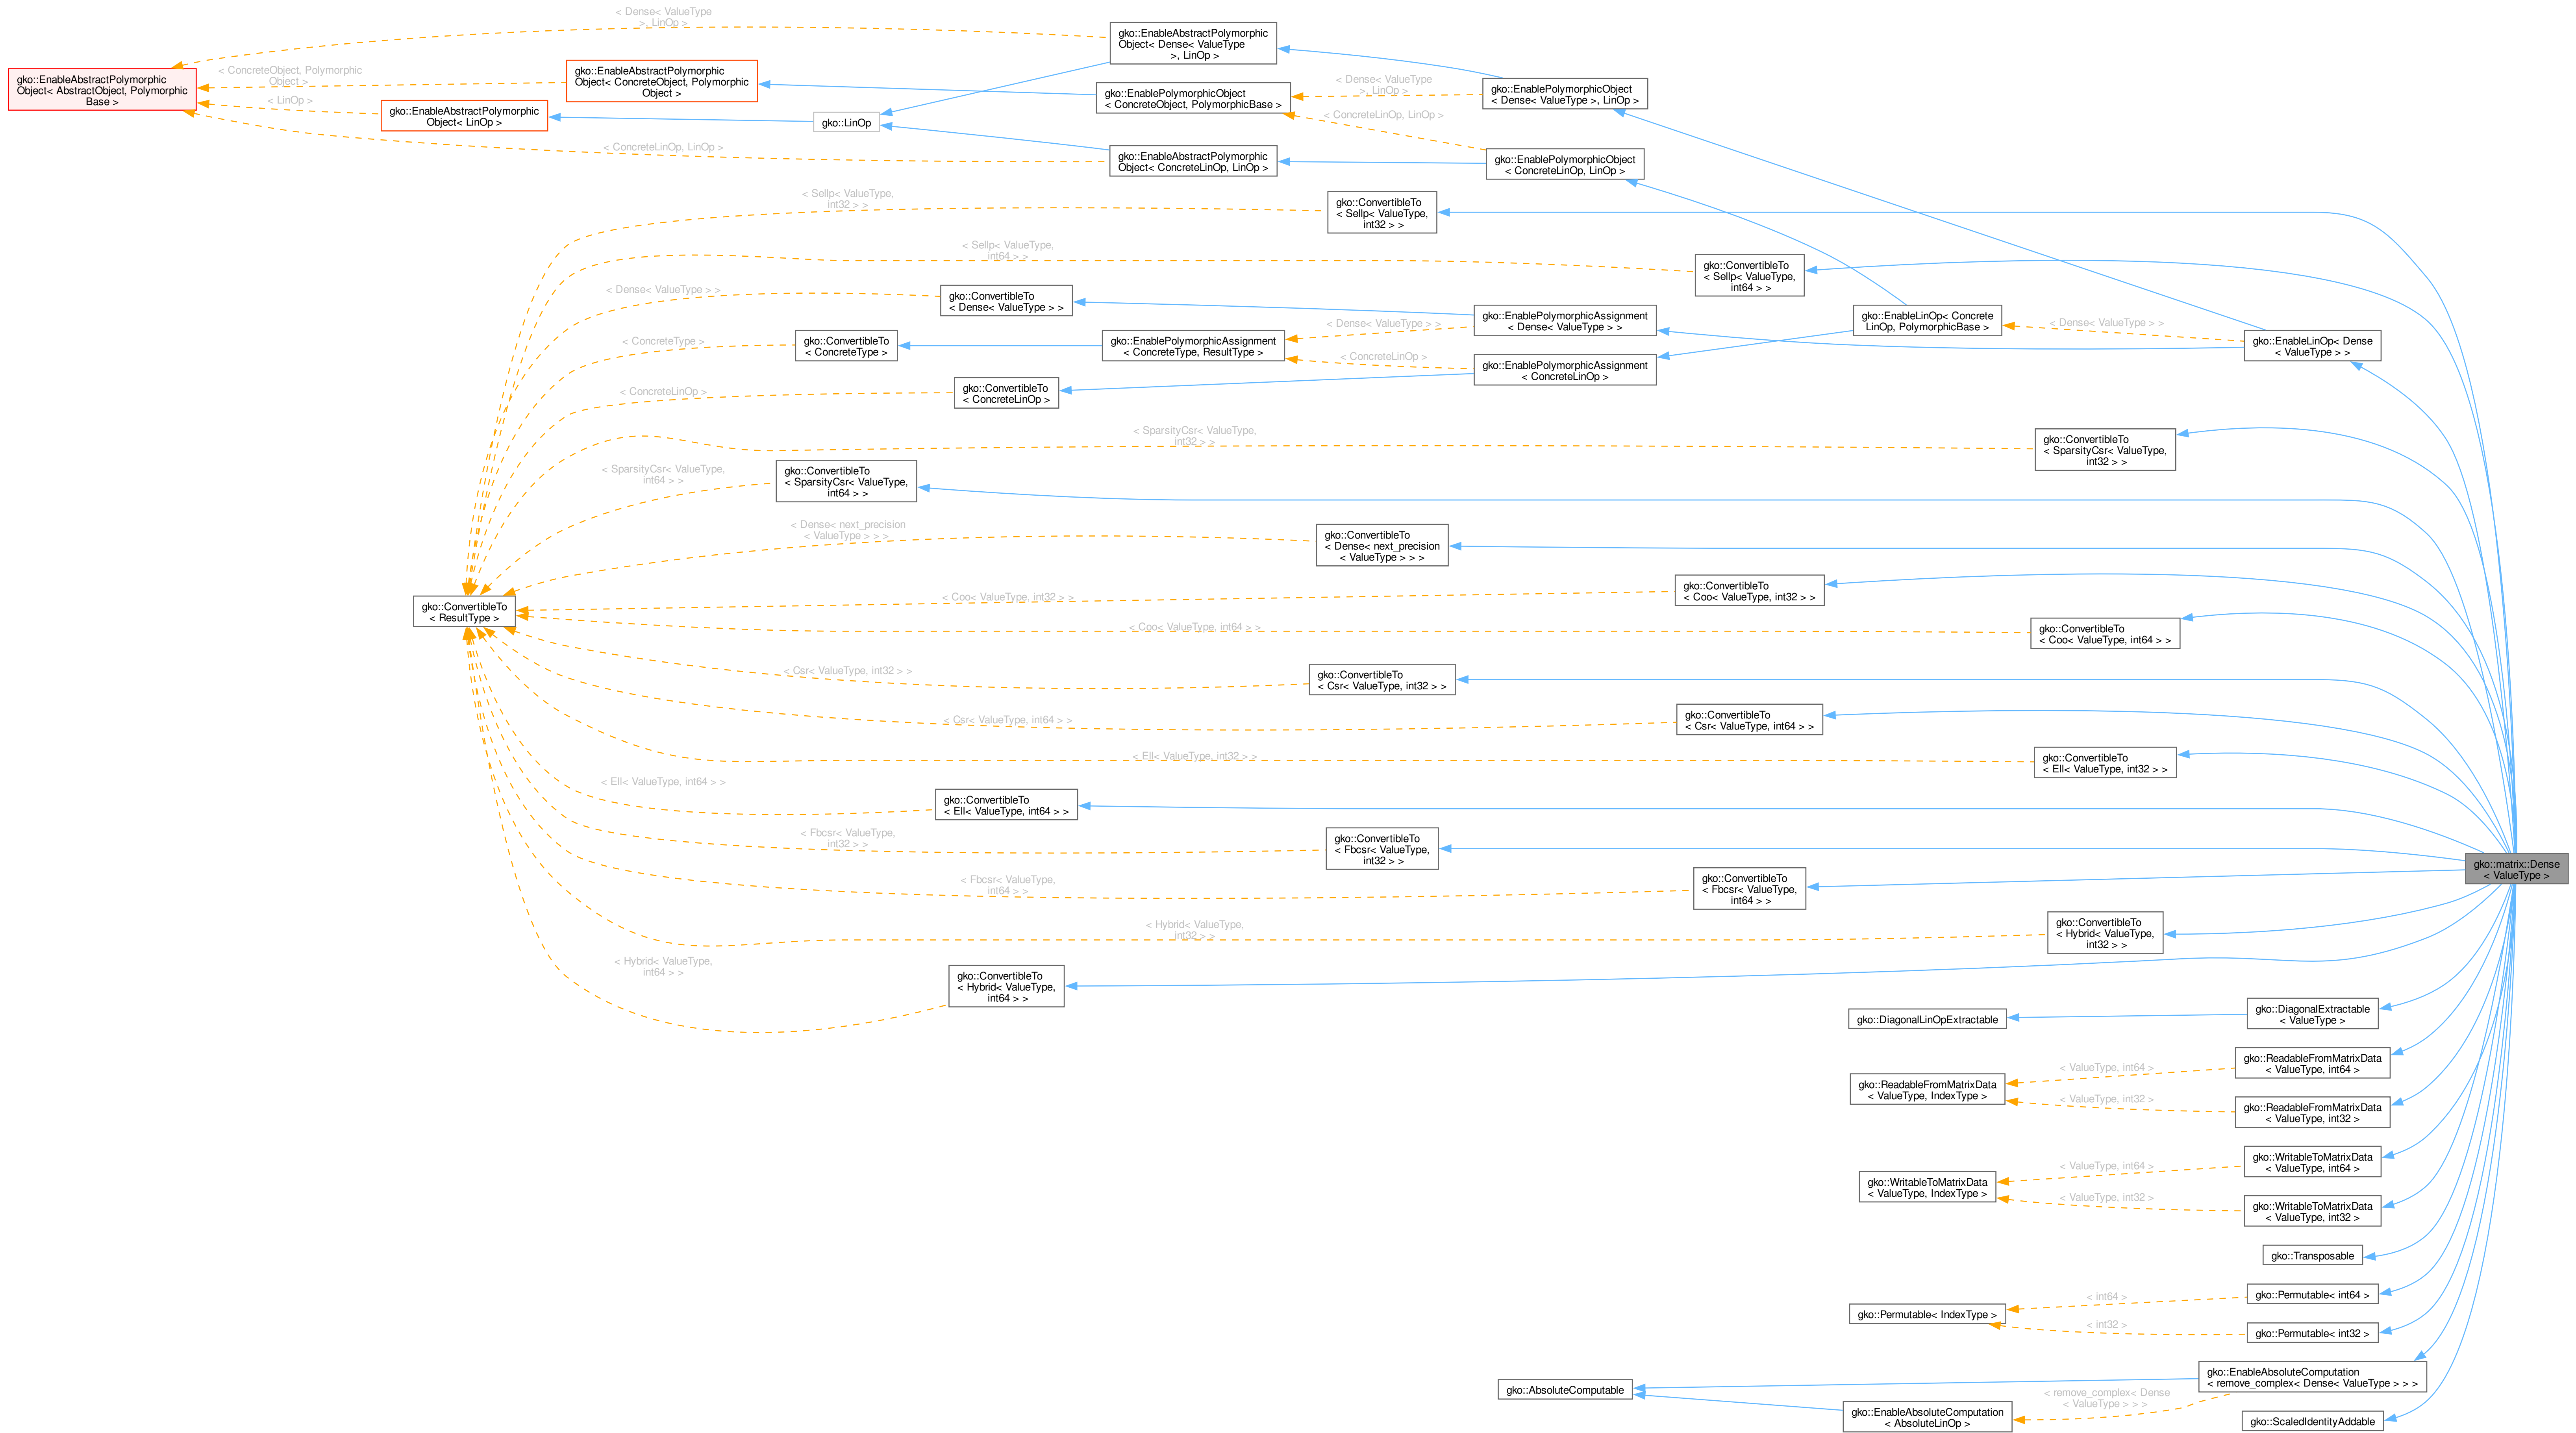 < Dense< ValueType
>, LinOp >
gko::EnableAbstractPolymorphic
Object< Dense< ValueType
>, LinOp >
gko::EnableAbstractPolymorphic
Object< AbstractObject, Polymorphic
Base >
< ConcreteObject, Polymorphic
Object >
gko::EnableAbstractPolymorphic
Object< ConcreteObject, Polymorphic
Object >
< LinOp >
gko::EnableAbstractPolymorphic
Object< LinOp >
gko::LinOp
gko::EnablePolymorphicObject
< ConcreteObject, PolymorphicBase >
< Dense< ValueType
>, LinOp >
gko::EnablePolymorphicObject
< Dense< ValueType >, LinOp >
< ConcreteLinOp, LinOp >
< ConcreteLinOp, LinOp >
gko::EnableAbstractPolymorphic
Object< ConcreteLinOp, LinOp >
gko::EnablePolymorphicObject
< ConcreteLinOp, LinOp >
< Sellp< ValueType,
int32 > >
gko::ConvertibleTo
< Sellp< ValueType,
int32 > >
< Sellp< ValueType,
int64 > >
gko::ConvertibleTo
< Sellp< ValueType,
int64 > >
< Dense< ValueType > >
gko::ConvertibleTo
< Dense< ValueType > >
gko::EnablePolymorphicAssignment
< Dense< ValueType > >
gko::EnableLinOp< Concrete
LinOp, PolymorphicBase >
< Dense< ValueType > >
gko::EnableLinOp< Dense
< ValueType > >
< ConcreteType >
gko::ConvertibleTo
< ConcreteType >
gko::EnablePolymorphicAssignment
< ConcreteType, ResultType >
< Dense< ValueType > >
< ConcreteLinOp >
gko::EnablePolymorphicAssignment
< ConcreteLinOp >
< ConcreteLinOp >
gko::ConvertibleTo
< ConcreteLinOp >
< SparsityCsr< ValueType,
int32 > >
gko::ConvertibleTo
< SparsityCsr< ValueType,
int32 > >
< SparsityCsr< ValueType,
int64 > >
gko::ConvertibleTo
< SparsityCsr< ValueType,
int64 > >
< Dense< next_precision
< ValueType > > >
gko::ConvertibleTo
< Dense< next_precision
< ValueType > > >
gko::ConvertibleTo
< ResultType >
< Coo< ValueType, int32 > >
gko::ConvertibleTo
< Coo< ValueType, int32 > >
< Coo< ValueType, int64 > >
gko::ConvertibleTo
< Coo< ValueType, int64 > >
< Csr< ValueType, int32 > >
gko::ConvertibleTo
< Csr< ValueType, int32 > >
< Csr< ValueType, int64 > >
gko::ConvertibleTo
< Csr< ValueType, int64 > >
< Ell< ValueType, int32 > >
gko::ConvertibleTo
< Ell< ValueType, int32 > >
< Ell< ValueType, int64 > >
gko::ConvertibleTo
< Ell< ValueType, int64 > >
< Fbcsr< ValueType,
int32 > >
gko::ConvertibleTo
< Fbcsr< ValueType,
int32 > >
gko::matrix::Dense
< ValueType >
< Fbcsr< ValueType,
int64 > >
gko::ConvertibleTo
< Fbcsr< ValueType,
int64 > >
< Hybrid< ValueType,
int32 > >
gko::ConvertibleTo
< Hybrid< ValueType,
int32 > >
< Hybrid< ValueType,
int64 > >
gko::ConvertibleTo
< Hybrid< ValueType,
int64 > >
gko::DiagonalLinOpExtractable
gko::DiagonalExtractable
< ValueType >
gko::ReadableFromMatrixData
< ValueType, IndexType >
< ValueType, int64 >
gko::ReadableFromMatrixData
< ValueType, int64 >
< ValueType, int32 >
gko::ReadableFromMatrixData
< ValueType, int32 >
gko::WritableToMatrixData
< ValueType, IndexType >
< ValueType, int64 >
gko::WritableToMatrixData
< ValueType, int64 >
< ValueType, int32 >
gko::WritableToMatrixData
< ValueType, int32 >
gko::Transposable
gko::Permutable< IndexType >
< int64 >
gko::Permutable< int64 >
< int32 >
gko::Permutable< int32 >
gko::AbsoluteComputable
gko::EnableAbsoluteComputation
< remove_complex< Dense< ValueType > > >
gko::EnableAbsoluteComputation
< AbsoluteLinOp >
< remove_complex< Dense
< ValueType > > >
gko::ScaledIdentityAddable